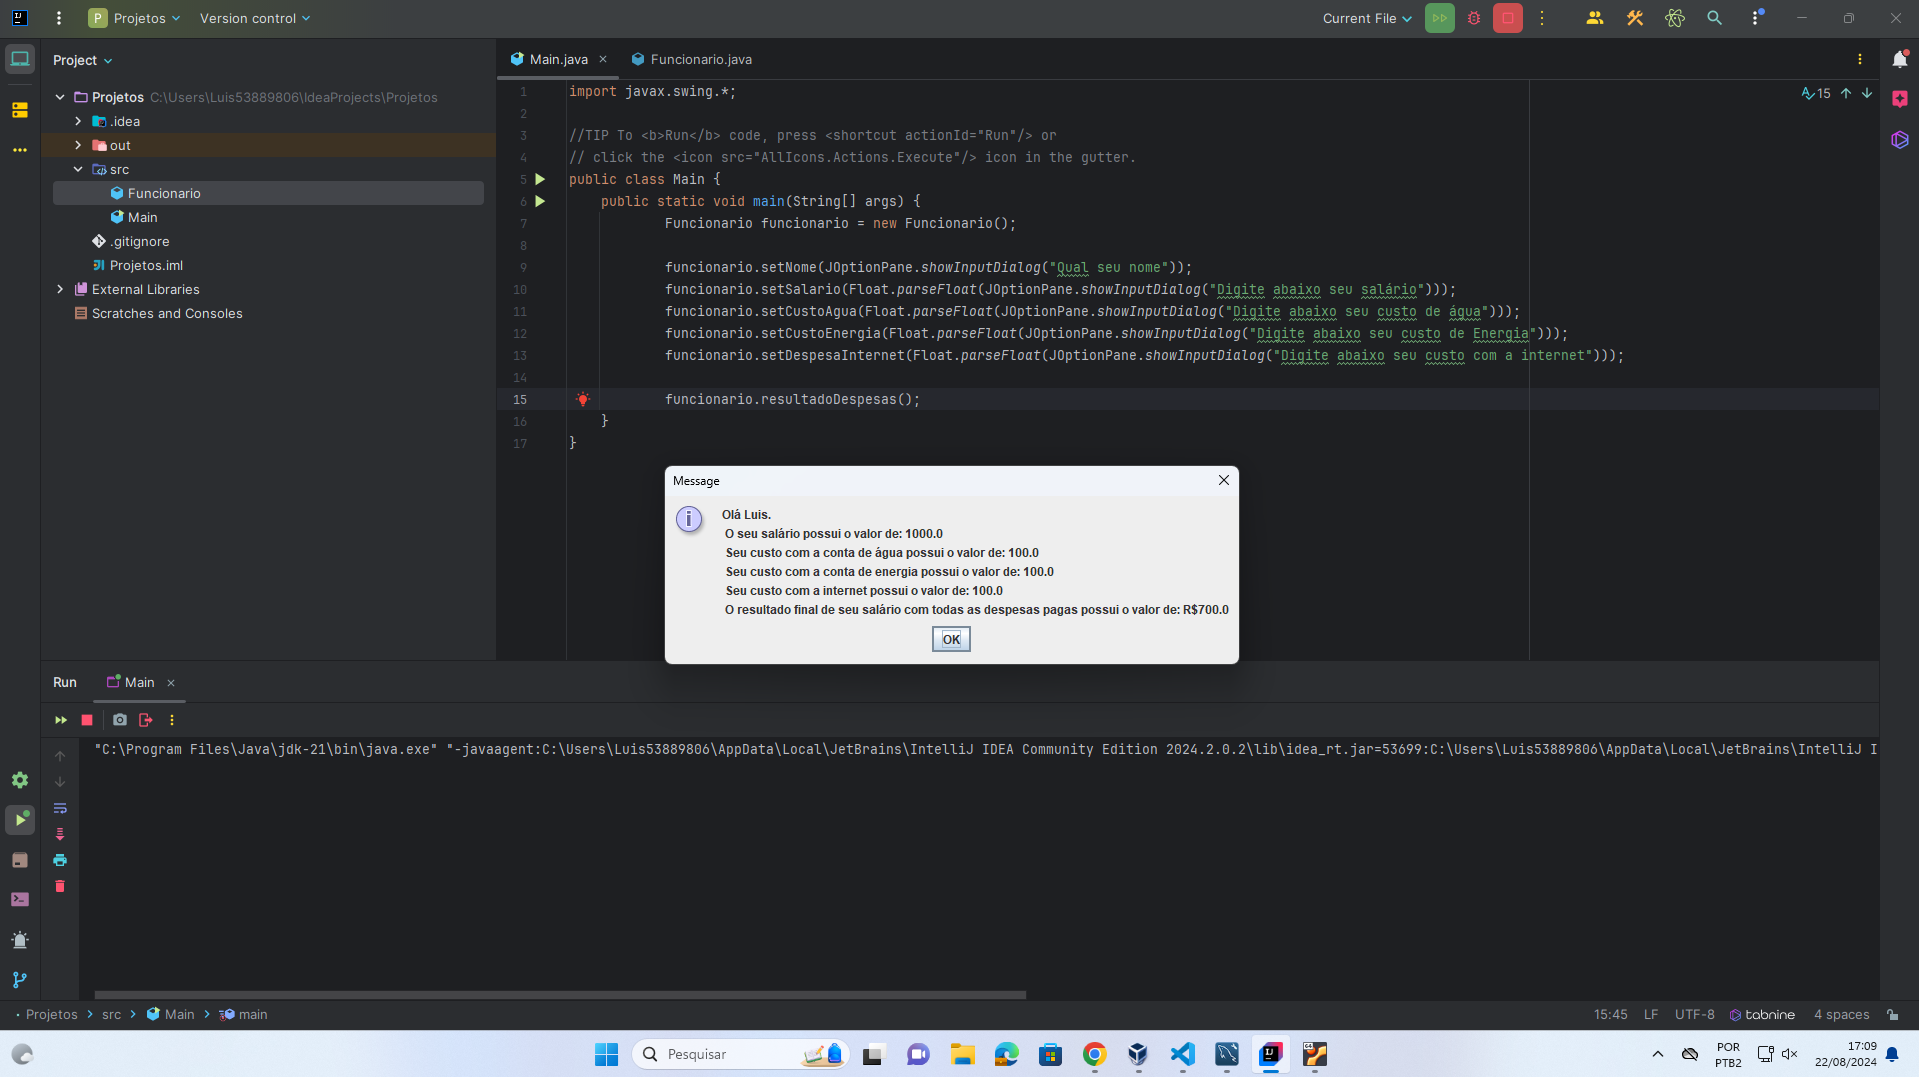 P Projetos Version control Current File
Project
Main.java Funcionario.java
Projetos C:\Users\Luis53889806\IdeaProjects\Projetos
.idea
out
src
Funcionario
Main
.gitignore
Projetos.iml
External Libraries
Scratches and Consoles
15
1 import javax.swing.*;
2
3 //TIP To <b>Run</b> code, press <shortcut actionId="Run"/> or
4 // click the <icon src="AllIcons.Actions.Execute"/> icon in the gutter.
5 public class Main {
6 public static void main(String[] args) {
7 Funcionario funcionario = new Funcionario();
8
9 funcionario.setNome(JOptionPane.showInputDialog("Qual seu nome"));
10 funcionario.setSalario(Float.parseFloat(JOptionPane.showInputDialog("Digite abaixo seu salário")));
11 funcionario.setCustoAgua(Float.parseFloat(JOptionPane.showInputDialog("Digite abaixo seu custo de água")));
12 funcionario.setCustoEnergia(Float.parseFloat(JOptionPane.showInputDialog("Digite abaixo seu custo de Energia")));
13 funcionario.setDespesaInternet(Float.parseFloat(JOptionPane.showInputDialog("Digite abaixo seu custo com a internet")));
14
15 funcionario.resultadoDespesas();
16 }
17 }
Message
Olá Luis.
O seu salário possui o valor de: 1000.0
Seu custo com a conta de água possui o valor de: 100.0
Seu custo com a conta de energia possui o valor de: 100.0
Seu custo com a internet possui o valor de: 100.0
O resultado final de seu salário com todas as despesas pagas possui o valor de: R$700.0
OK
Run Main
"C:\Program Files\Java\jdk-21\bin\java.exe" "-javaagent:C:\Users\Luis53889806\AppData\Local\JetBrains\IntelliJ IDEA Community Edition 2024.2.0.2\lib\idea_rt.jar=53699:C:\Users\Luis53889806\AppData\Local\JetBrains\IntelliJ I
Projetos src Main main
15:45 LF UTF-8 tabnine 4 spaces
Pesquisar
POR
PTB2
17:09
22/08/2024